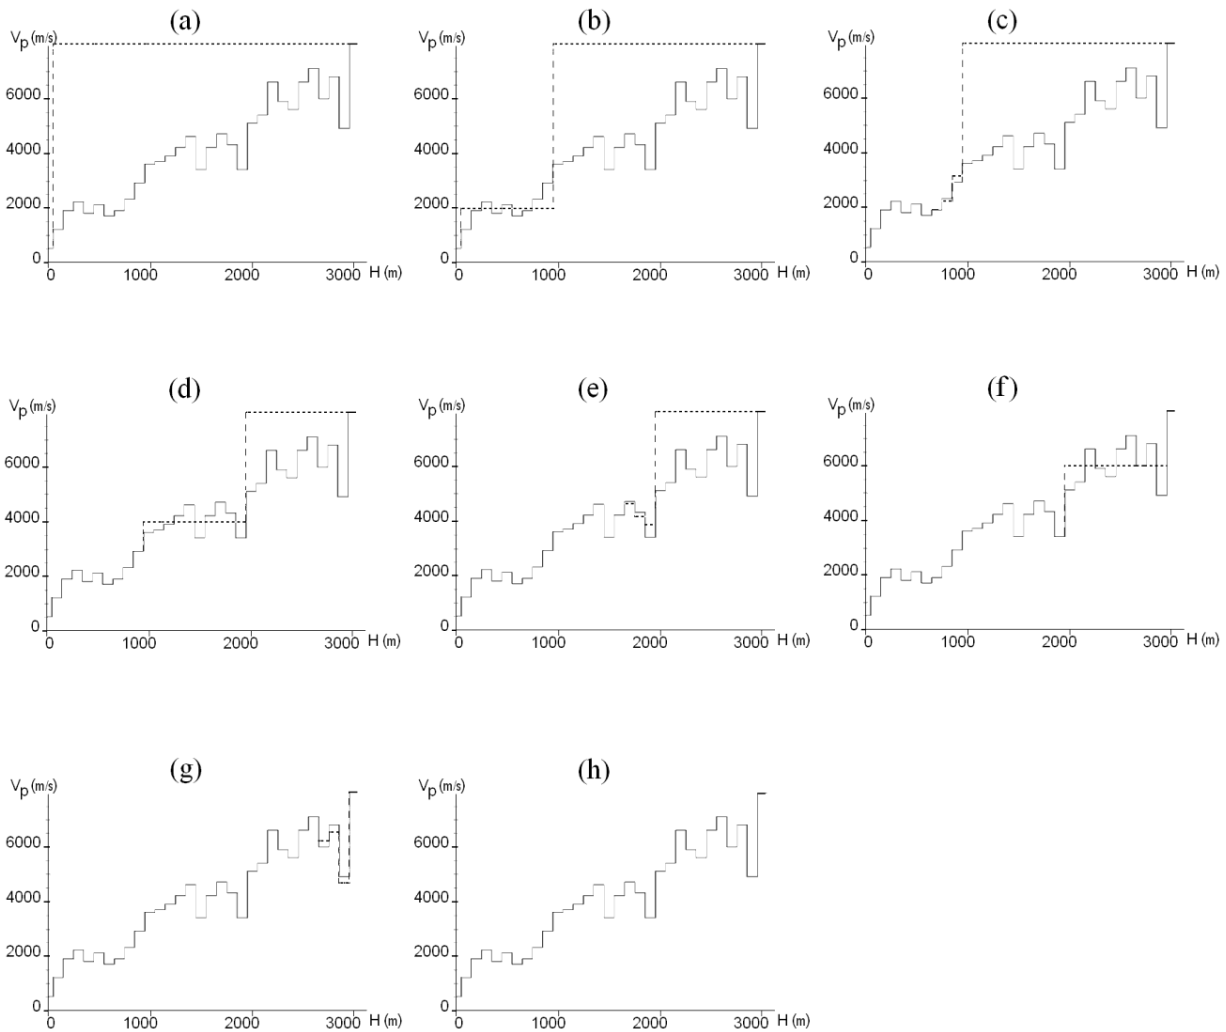 (a) (b) (c)
Vp (m/s) Vp (m/s) Vp (m/s)
6000 6000 6000
4000 4000 4000
2000 2000 2000
0 0 0
0 1000 2000 3000 H (m) 0 1000 2000 3000 H (m) 0 1000 2000 3000 H (m)
(d) (e) (f)
Vp (m/s) Vp (m/s) Vp (m/s)
6000 6000 6000
4000 4000 4000
2000 2000 2000
0 0 0
0 1000 2000 3000 H (m) 0 1000 2000 3000 H (m) 0 1000 2000 3000 H (m)
(g) (h)
Vp (m/s) Vp (m/s)
6000 6000
4000 4000
2000 2000
0 0
0 1000 2000 3000 H (m) 0 1000 2000 3000 H (m)